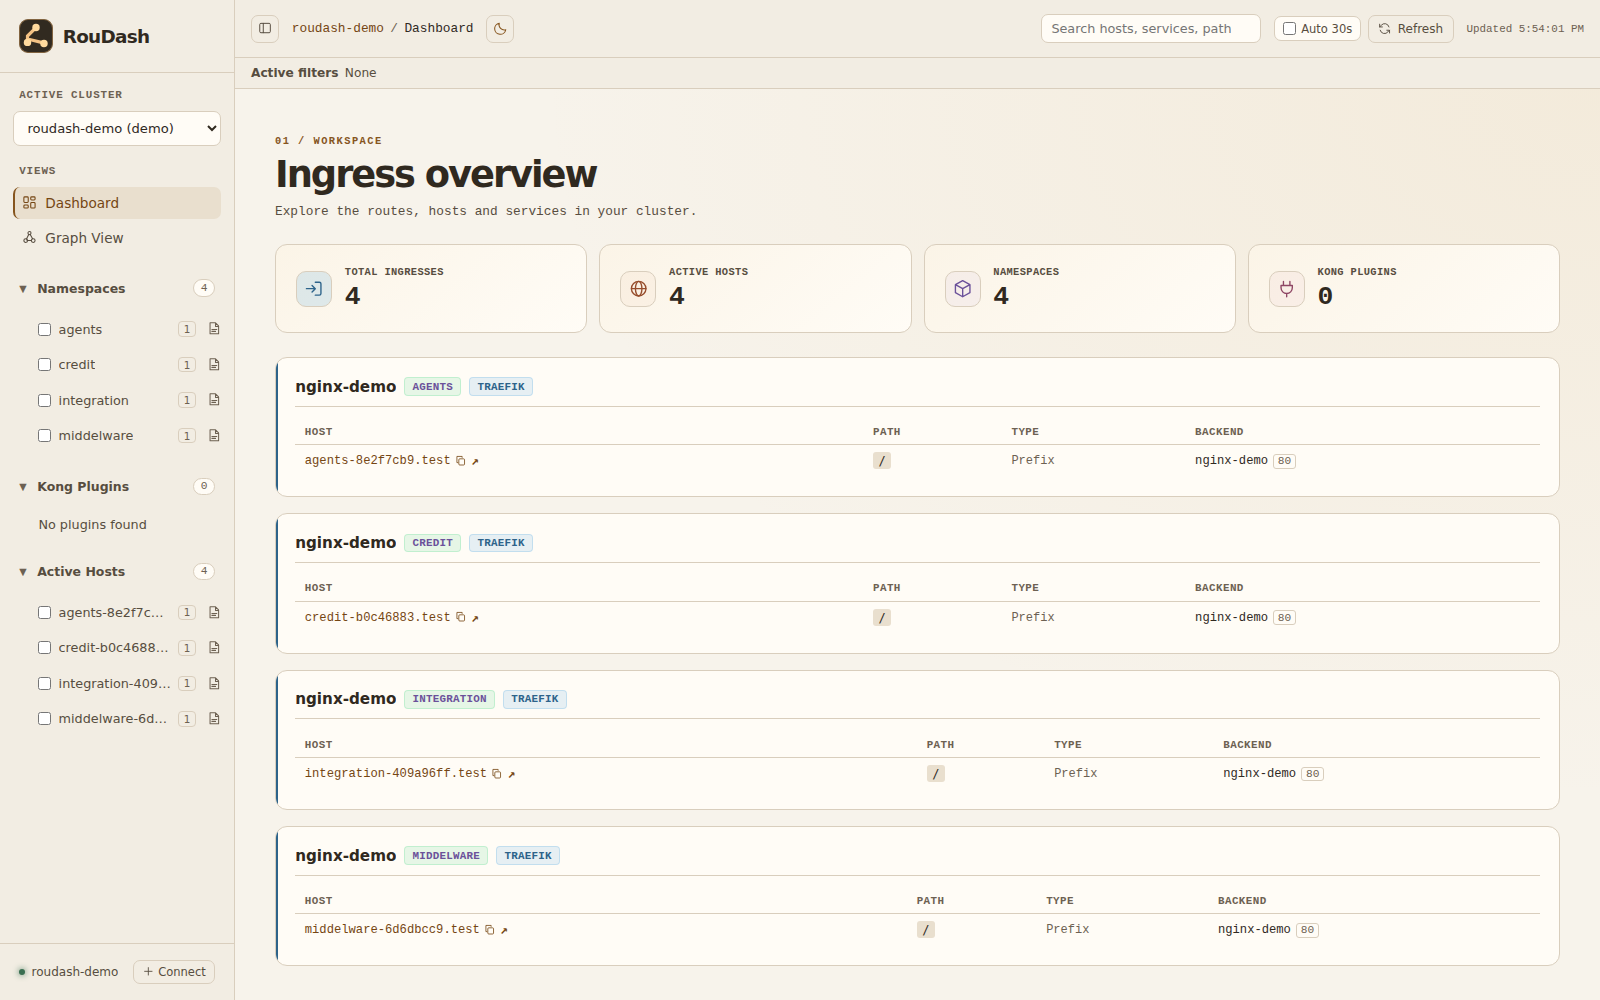 RouDash
ACTIVE CLUSTER
roudash-demo (demo)
VIEWS
Dashboard
Graph View
▼ Namespaces 4
agents 1
credit 1
integration 1
middelware 1
▼ Kong Plugins 0
No plugins found
▼ Active Hosts 4
agents-8e2f7c... 1
credit-b0c4688... 1
integration-409... 1
middelware-6d... 1
roudash-demo
+ Connect
roudash-demo / Dashboard
Search hosts, services, path
Auto 30s
Refresh
Updated 5:54:01 PM
Active filters None
01 / WORKSPACE
Ingress overview
Explore the routes, hosts and services in your cluster.
TOTAL INGRESSES
4
ACTIVE HOSTS
4
NAMESPACES
4
KONG PLUGINS
0
nginx-demo AGENTS TRAEFIK
HOST PATH TYPE BACKEND
agents-8e2f7cb9.test ↗ / Prefix nginx-demo 80
nginx-demo CREDIT TRAEFIK
HOST PATH TYPE BACKEND
credit-b0c46883.test ↗ / Prefix nginx-demo 80
nginx-demo INTEGRATION TRAEFIK
HOST PATH TYPE BACKEND
integration-409a96ff.test ↗ / Prefix nginx-demo 80
nginx-demo MIDDELWARE TRAEFIK
HOST PATH TYPE BACKEND
middelware-6d6dbcc9.test ↗ / Prefix nginx-demo 80